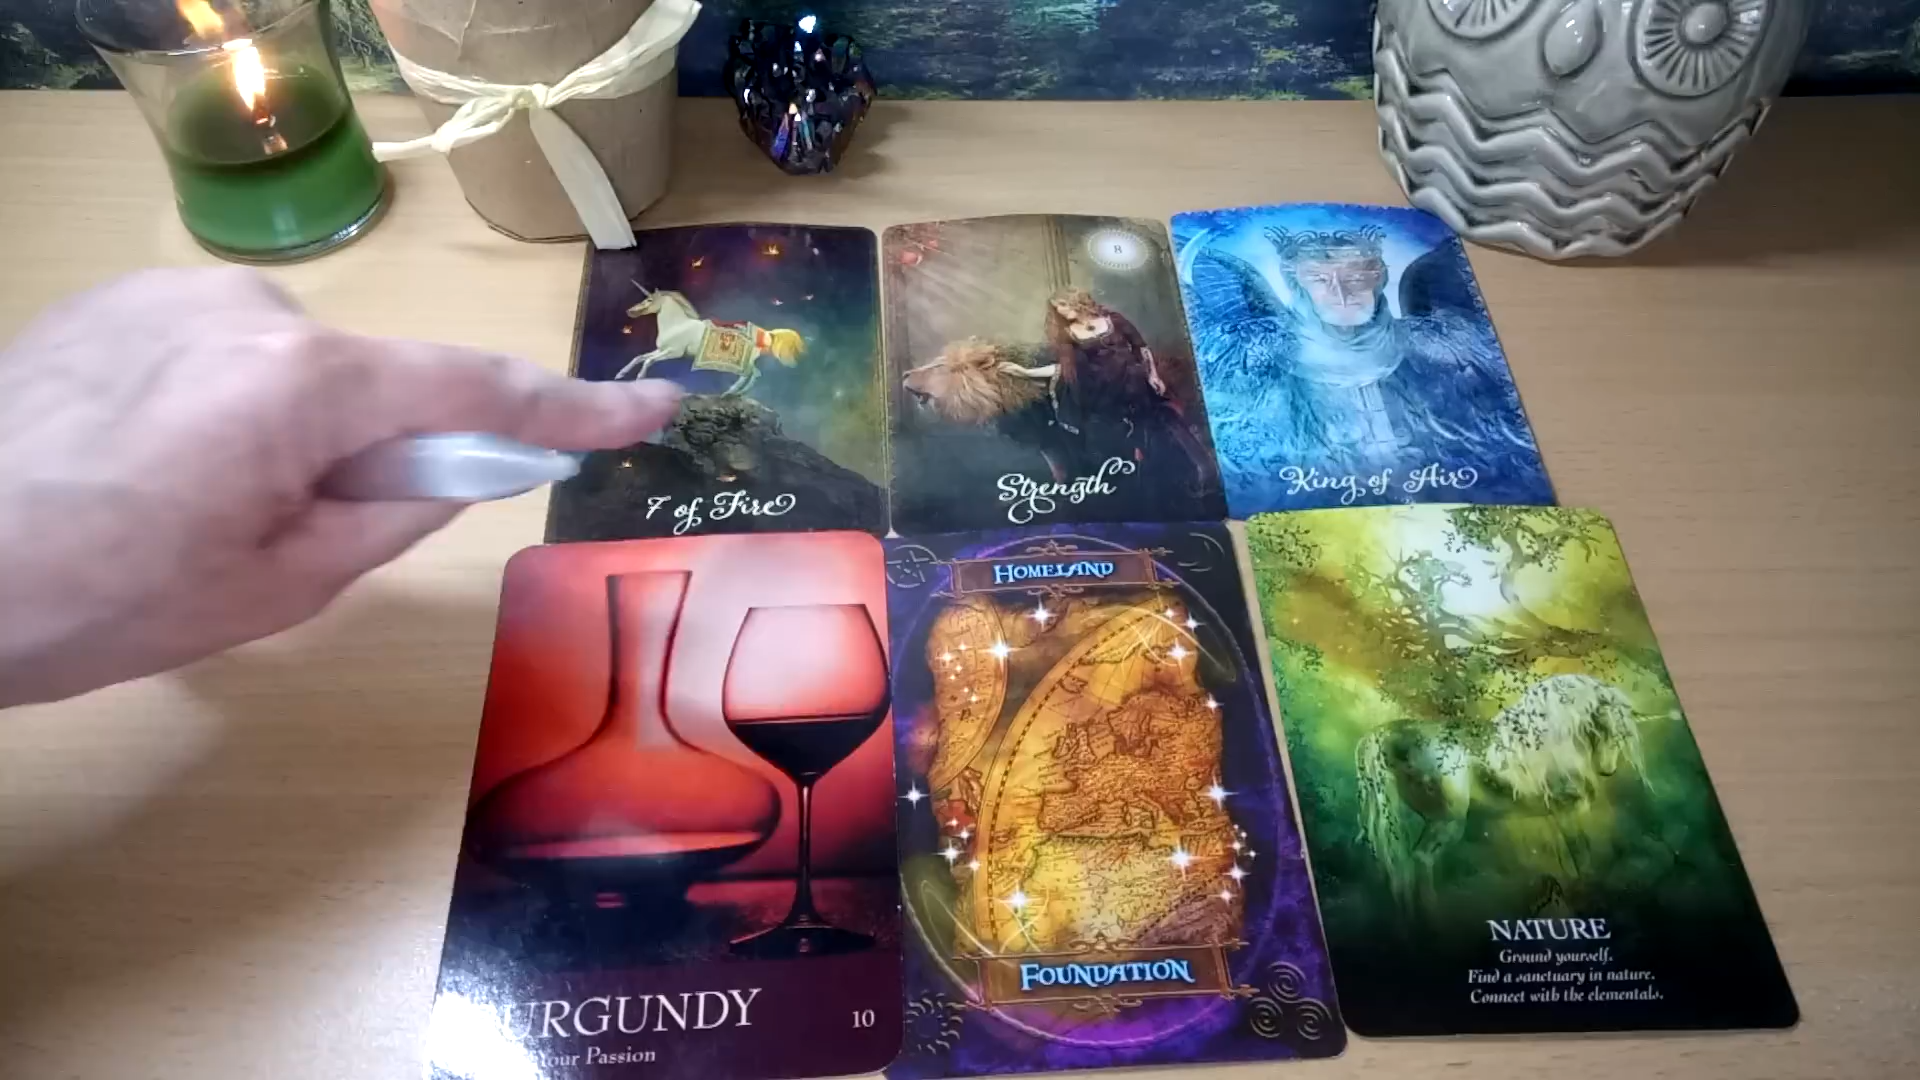 8
7 of Fire
Strength
King of Air
HOMELAND
FOUNDATION
URGUNDY
10
our Passion
NATURE
Ground yourself.
Find a sanctuary in nature.
Connect with the elementals.